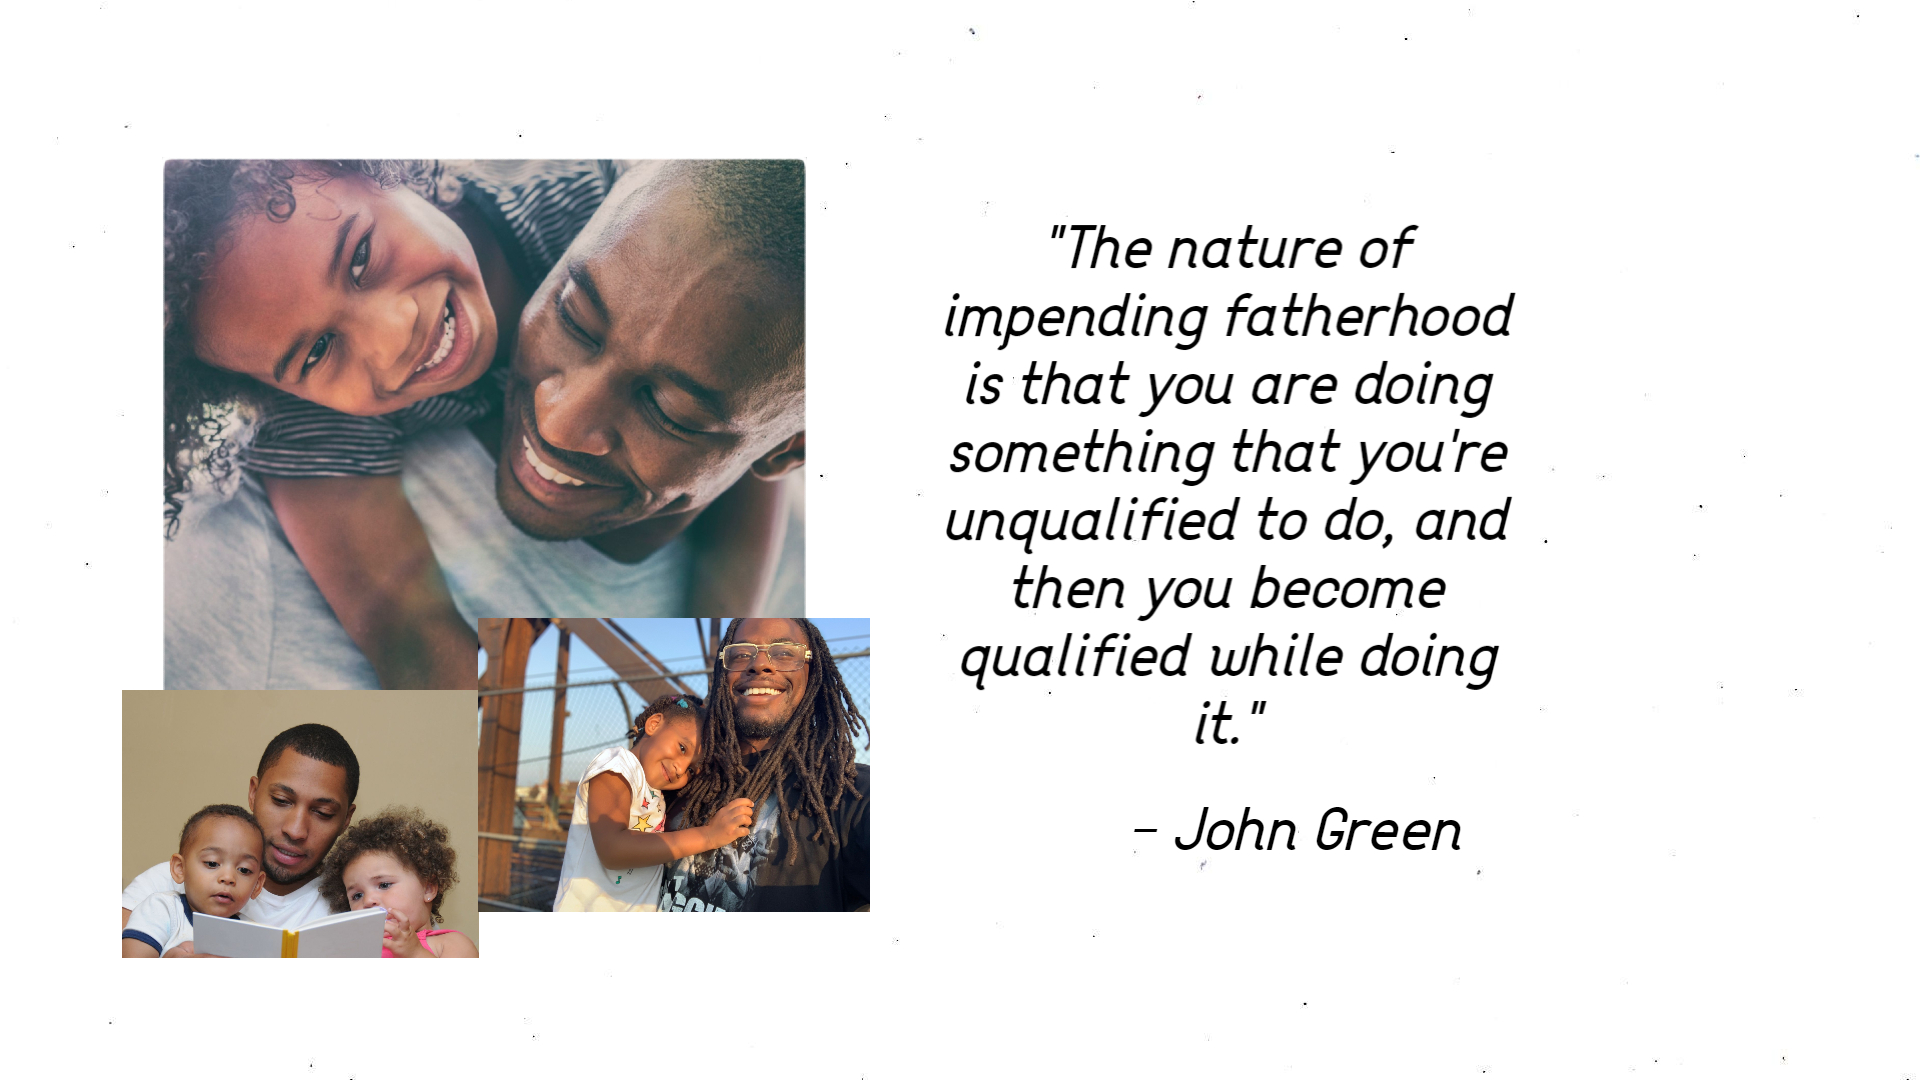 "The nature of
impending fatherhood
is that you are doing
something that you're
unqualified to do, and
then you become
qualified while doing
it."
- John Green